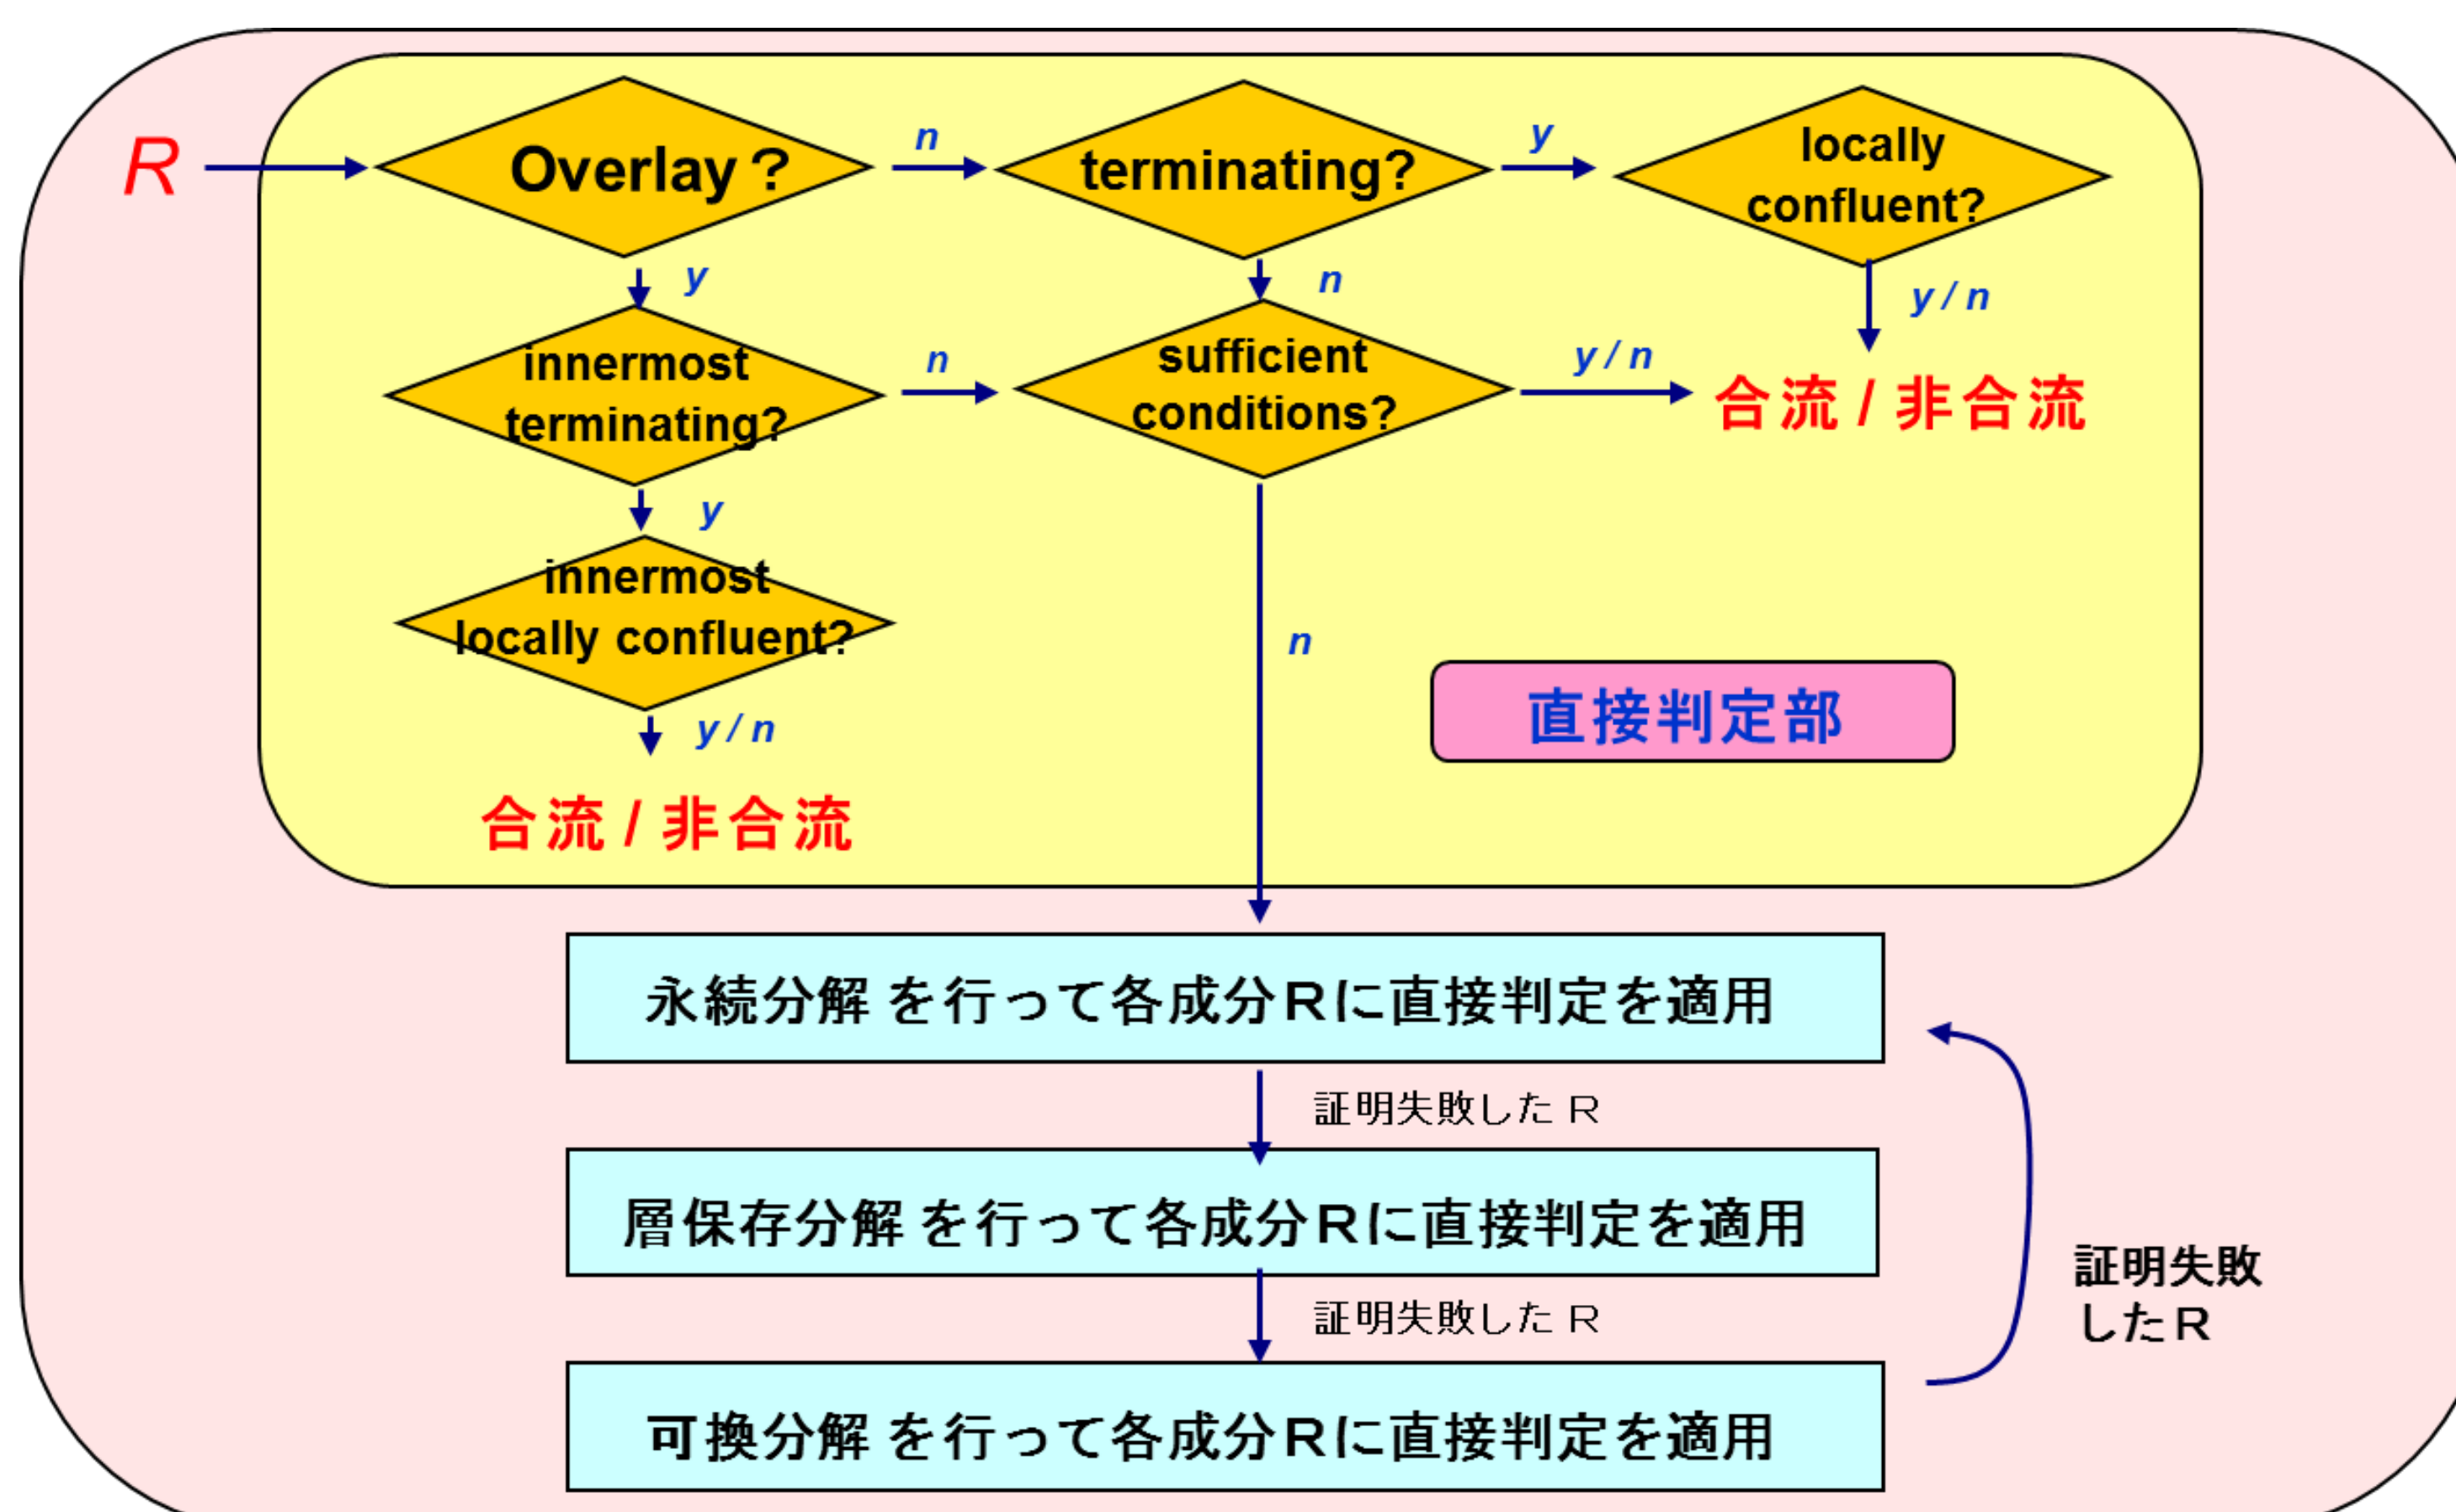 R
Overlay？
n
terminating?
y
locally
confluent?
y
n
y / n
innermost
terminating?
n
sufficient
conditions?
y / n
合流 / 非合流
y
innermost
locally confluent?
n
直接判定部
y / n
合流 / 非合流
永続分解 を行って各成分Ｒに直接判定を適用
証明失敗した Ｒ
層保存分解 を行って各成分Ｒに直接判定を適用
証明失敗した Ｒ
証明失敗
したＲ
可換分解 を行って各成分Ｒに直接判定を適用